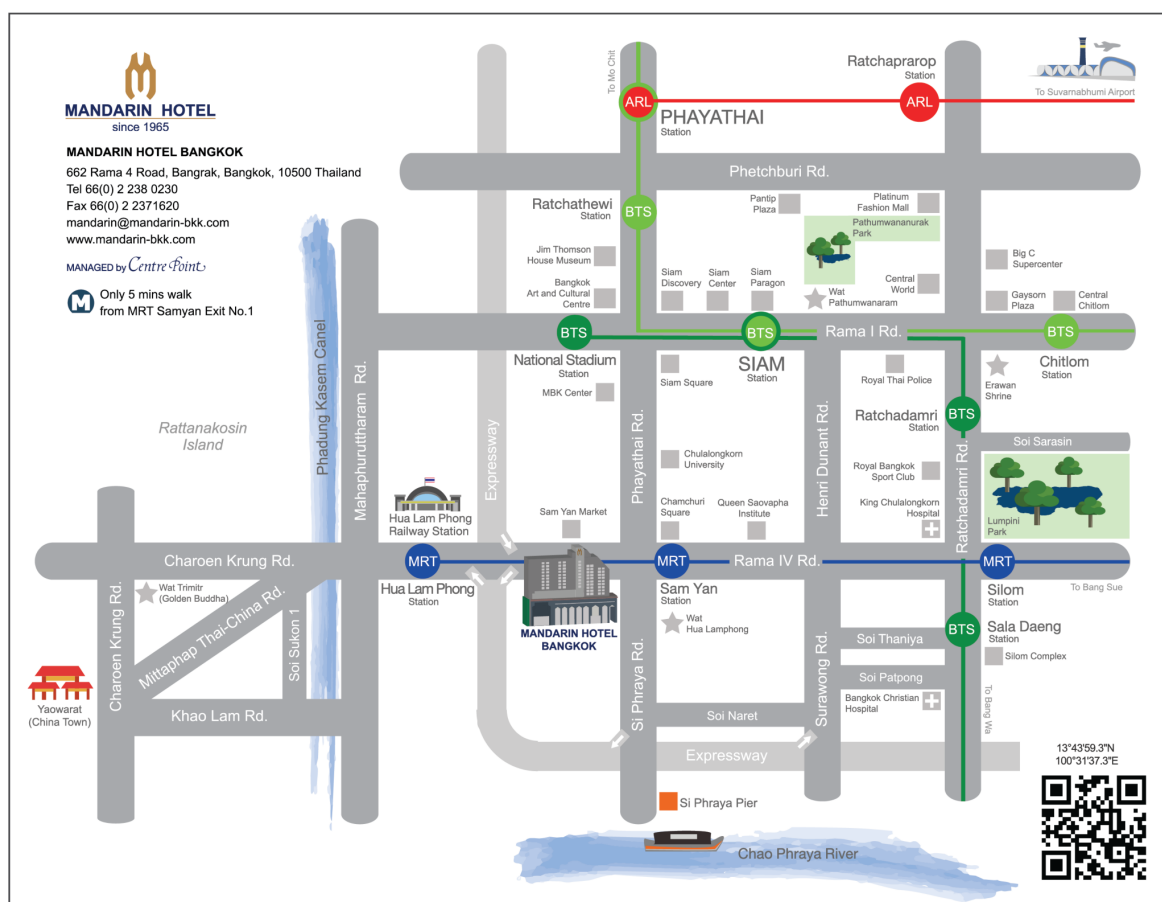 MANDARIN HOTEL
since 1965
MANDARIN HOTEL BANGKOK
662 Rama 4 Road, Bangrak, Bangkok, 10500 Thailand
Tel 66(0) 2 238 0230
Fax 66(0) 2 2371620
mandarin@mandarin-bkk.com
www.mandarin-bkk.com
MANAGED by Centre Point
M
Only 5 mins walk
from MRT Samyan Exit No.1
To Mo Chit
ARL
PHAYATHAI
Station
Ratchaprarop
Station
ARL
To Suvarnabhumi Airport
Phetchburi Rd.
Ratchathewi
Station
BTS
Pantip
Plaza
Platinum
Fashion Mall
Pathumwananurak
Park
Jim Thomson
House Museum
Bangkok
Art and Cultural
Centre
Siam
Discovery
Siam
Center
Siam
Paragon
Wat
Pathumwanaram
Central
World
Big C
Supercenter
Gaysorn
Plaza
Central
Chitlom
BTS
National Stadium
Station
BTS
SIAM
Station
Rama I Rd.
BTS
Chitlom
Station
MBK Center
Siam Square
Royal Thai Police
Erawan
Shrine
Ratchadamri
Station
BTS
Soi Sarasin
Rattanakosin
Island
Phadung Kasem Canel
Mahaphuruttharam Rd.
Expressway
Phayathai Rd.
Henri Dunant Rd.
Ratchadamri Rd.
Chulalongkorn
University
Royal Bangkok
Sport Club
King Chulalongkorn
Hospital
Lumpini
Park
Hua Lam Phong
Railway Station
Sam Yan Market
Chamchuri
Square
Queen Saovapha
Institute
Charoen Krung Rd.
MRT
Hua Lam Phong
Station
MRT
Sam Yan
Station
Rama IV Rd.
MRT
Silom
Station
To Bang Sue
Wat Trimitr
(Golden Buddha)
Charoen Krung Rd.
Mittaphap Thai-China Rd.
Soi Sukon 1
Khao Lam Rd.
Yaowarat
(China Town)
MANDARIN HOTEL
BANGKOK
Wat
Hua Lamphong
Si Phraya Rd.
Surawong Rd.
Soi Thaniya
BTS
Sala Daeng
Station
Silom Complex
Soi Patpong
Bangkok Christian
Hospital
Soi Naret
To Bang Wa
Expressway
Si Phraya Pier
Chao Phraya River
13°43'59.3"N
100°31'37.3"E